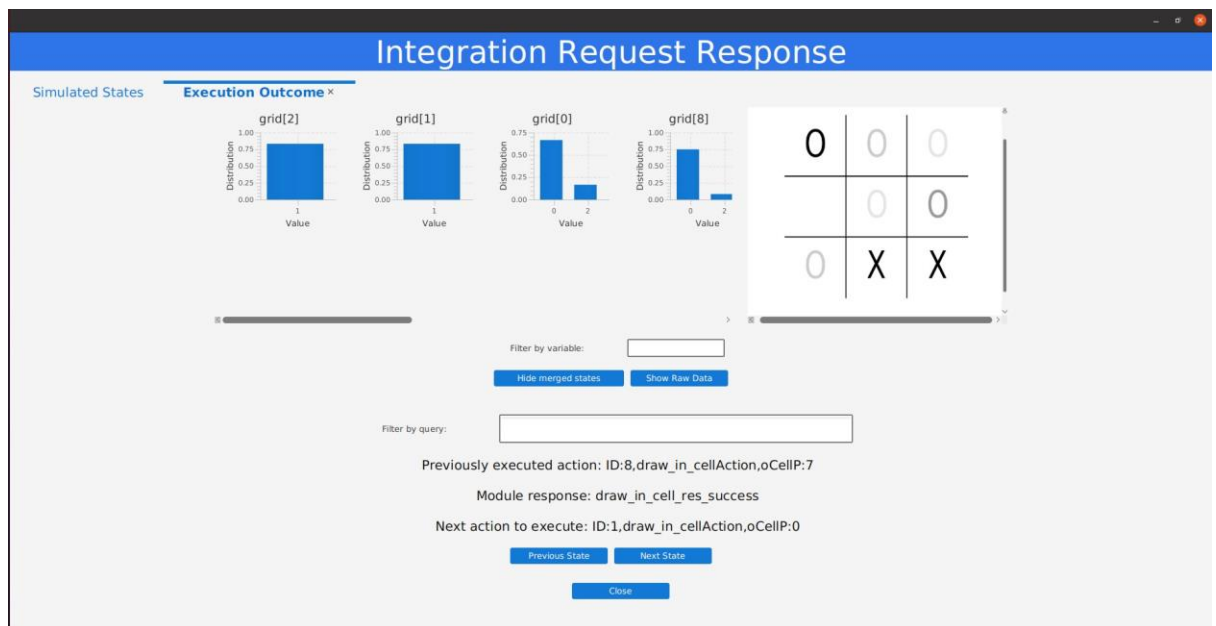 Integration Request Response
Simulated States
Execution Outcome ×
grid[2] grid[1] grid[0] grid[8]
1.00 1.00 0.75 1.00
0.75 0.75 0.50 0.75
0.50 0.50 0.25 0.50
0.25 0.25 0.00 0.25
0.00 0.00 0.00
Distribution Distribution Distribution Distribution
1 1 0 2 0 2
Value Value Value Value
O O O
O O
O X X
Filter by variable:
Hide merged states Show Raw Data
Filter by query:
Previously executed action: ID:8,draw_in_cellAction,oCellP:7
Module response: draw_in_cell_res_success
Next action to execute: ID:1,draw_in_cellAction,oCellP:0
Previous State Next State
Close